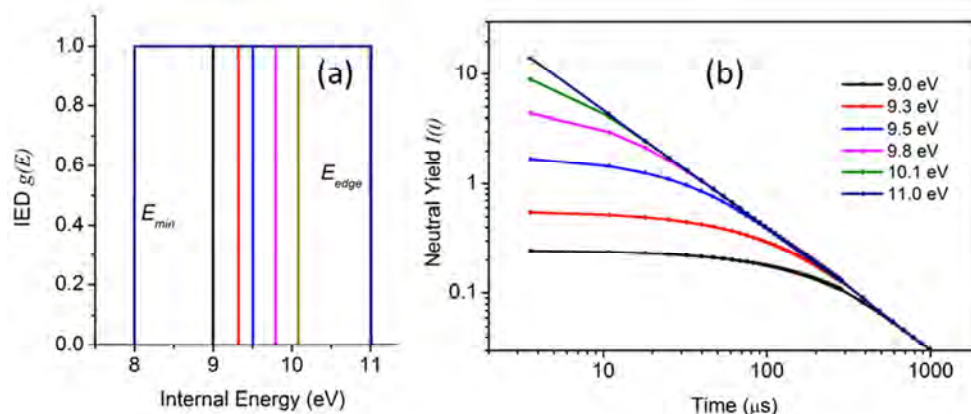 (a)
IED g(E)
1.0
0.8
0.6
0.4
0.2
0.0
E_min
E_edge
8
9
10
11
Internal Energy (eV)
(b)
Neutral Yield I(t)
10
1
0.1
9.0 eV
9.3 eV
9.5 eV
9.8 eV
10.1 eV
11.0 eV
10
100
1000
Time (μs)